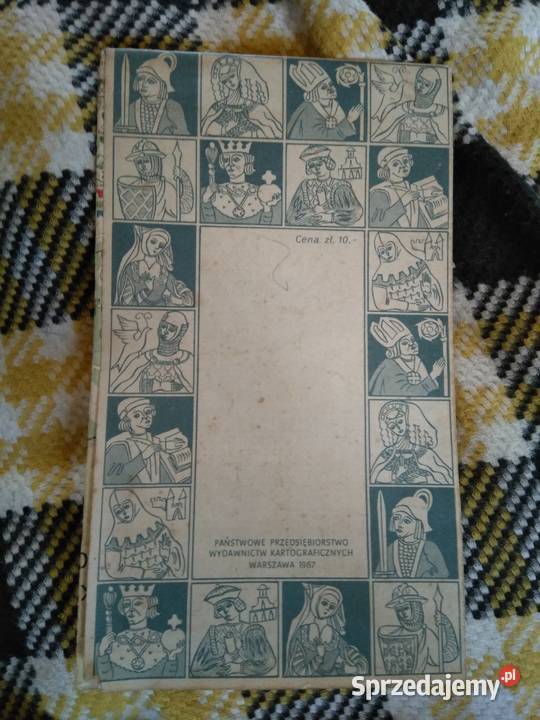 Cena zł. 10.-
PAŃSTWOWE PRZEDSIĘBIORSTWO
WYDAWNICTW KARTOGRAFICZNYCH
WARSZAWA 1967
Sprzedajemy.pl